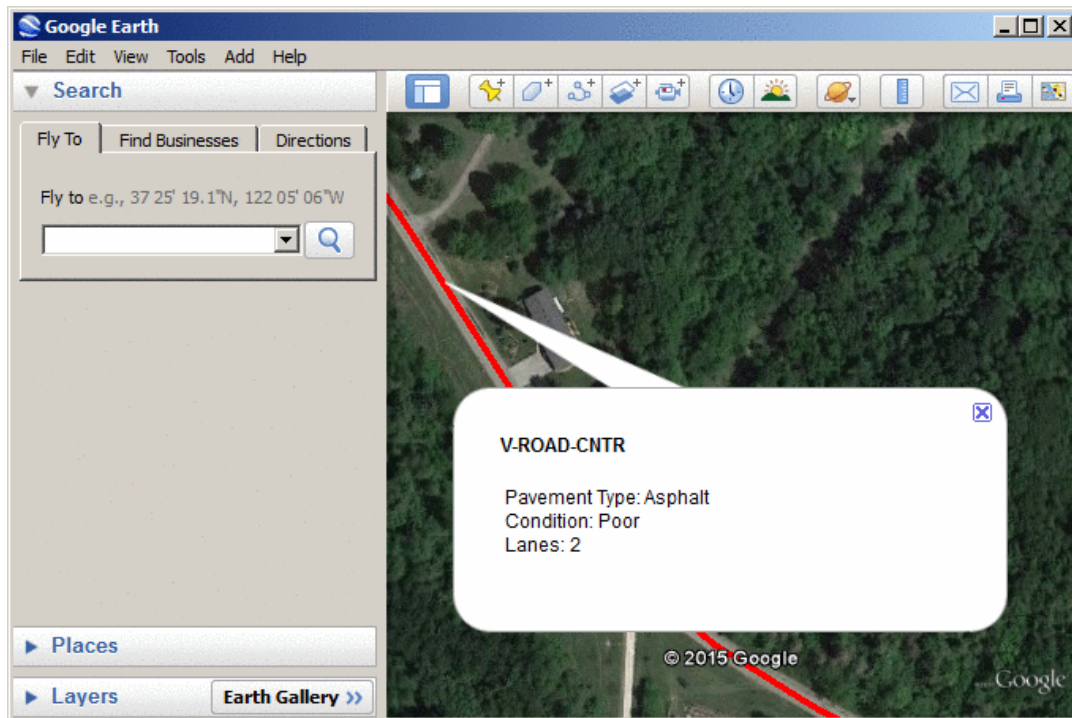 Google Earth
File Edit View Tools Add Help
Search
Fly To Find Businesses Directions
Fly to e.g., 37 25' 19.1"N, 122 05' 06"W
V-ROAD-CNTR
Pavement Type: Asphalt
Condition: Poor
Lanes: 2
Places
© 2015 Google
Google
Layers Earth Gallery >>